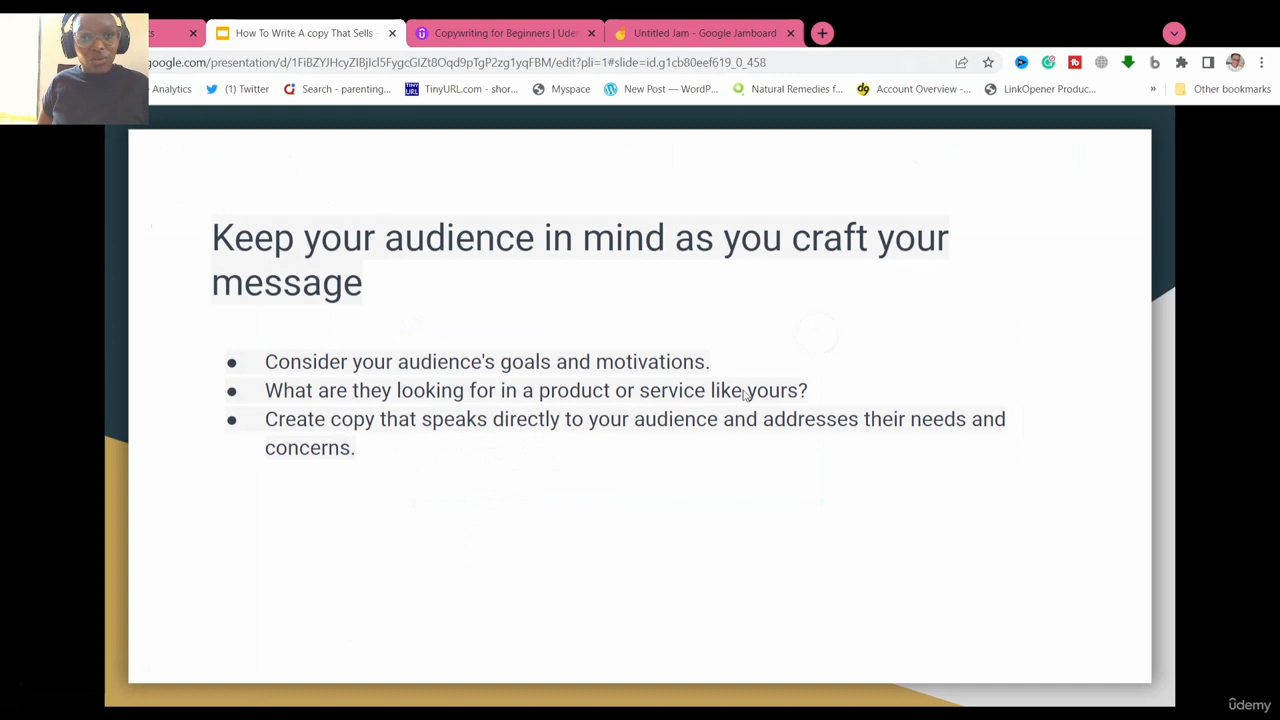 cs
How To Write A copy That Sells -
Copywriting for Beginners | Ude
Untitled Jam - Google Jamboard
oogle.com/presentation/d/1FiBZYJHcyZIBjId5FygcGID8Oqd9pTgP2zg1yqFBM/edit?pli=1#slide=id.g1cb80eef619_0_458
Analytics
(1) Twitter
Search - parenting,...
TinyURL.com - shor...
Myspace
New Post — WordP...
Natural Remedies f...
Account Overview -...
LinkOpener Produc...
»
Other bookmarks
Keep your audience in mind as you craft your
message
● Consider your audience's goals and motivations.
● What are they looking for in a product or service like yours?
● Create copy that speaks directly to your audience and addresses their needs and
concerns.
ûdemy